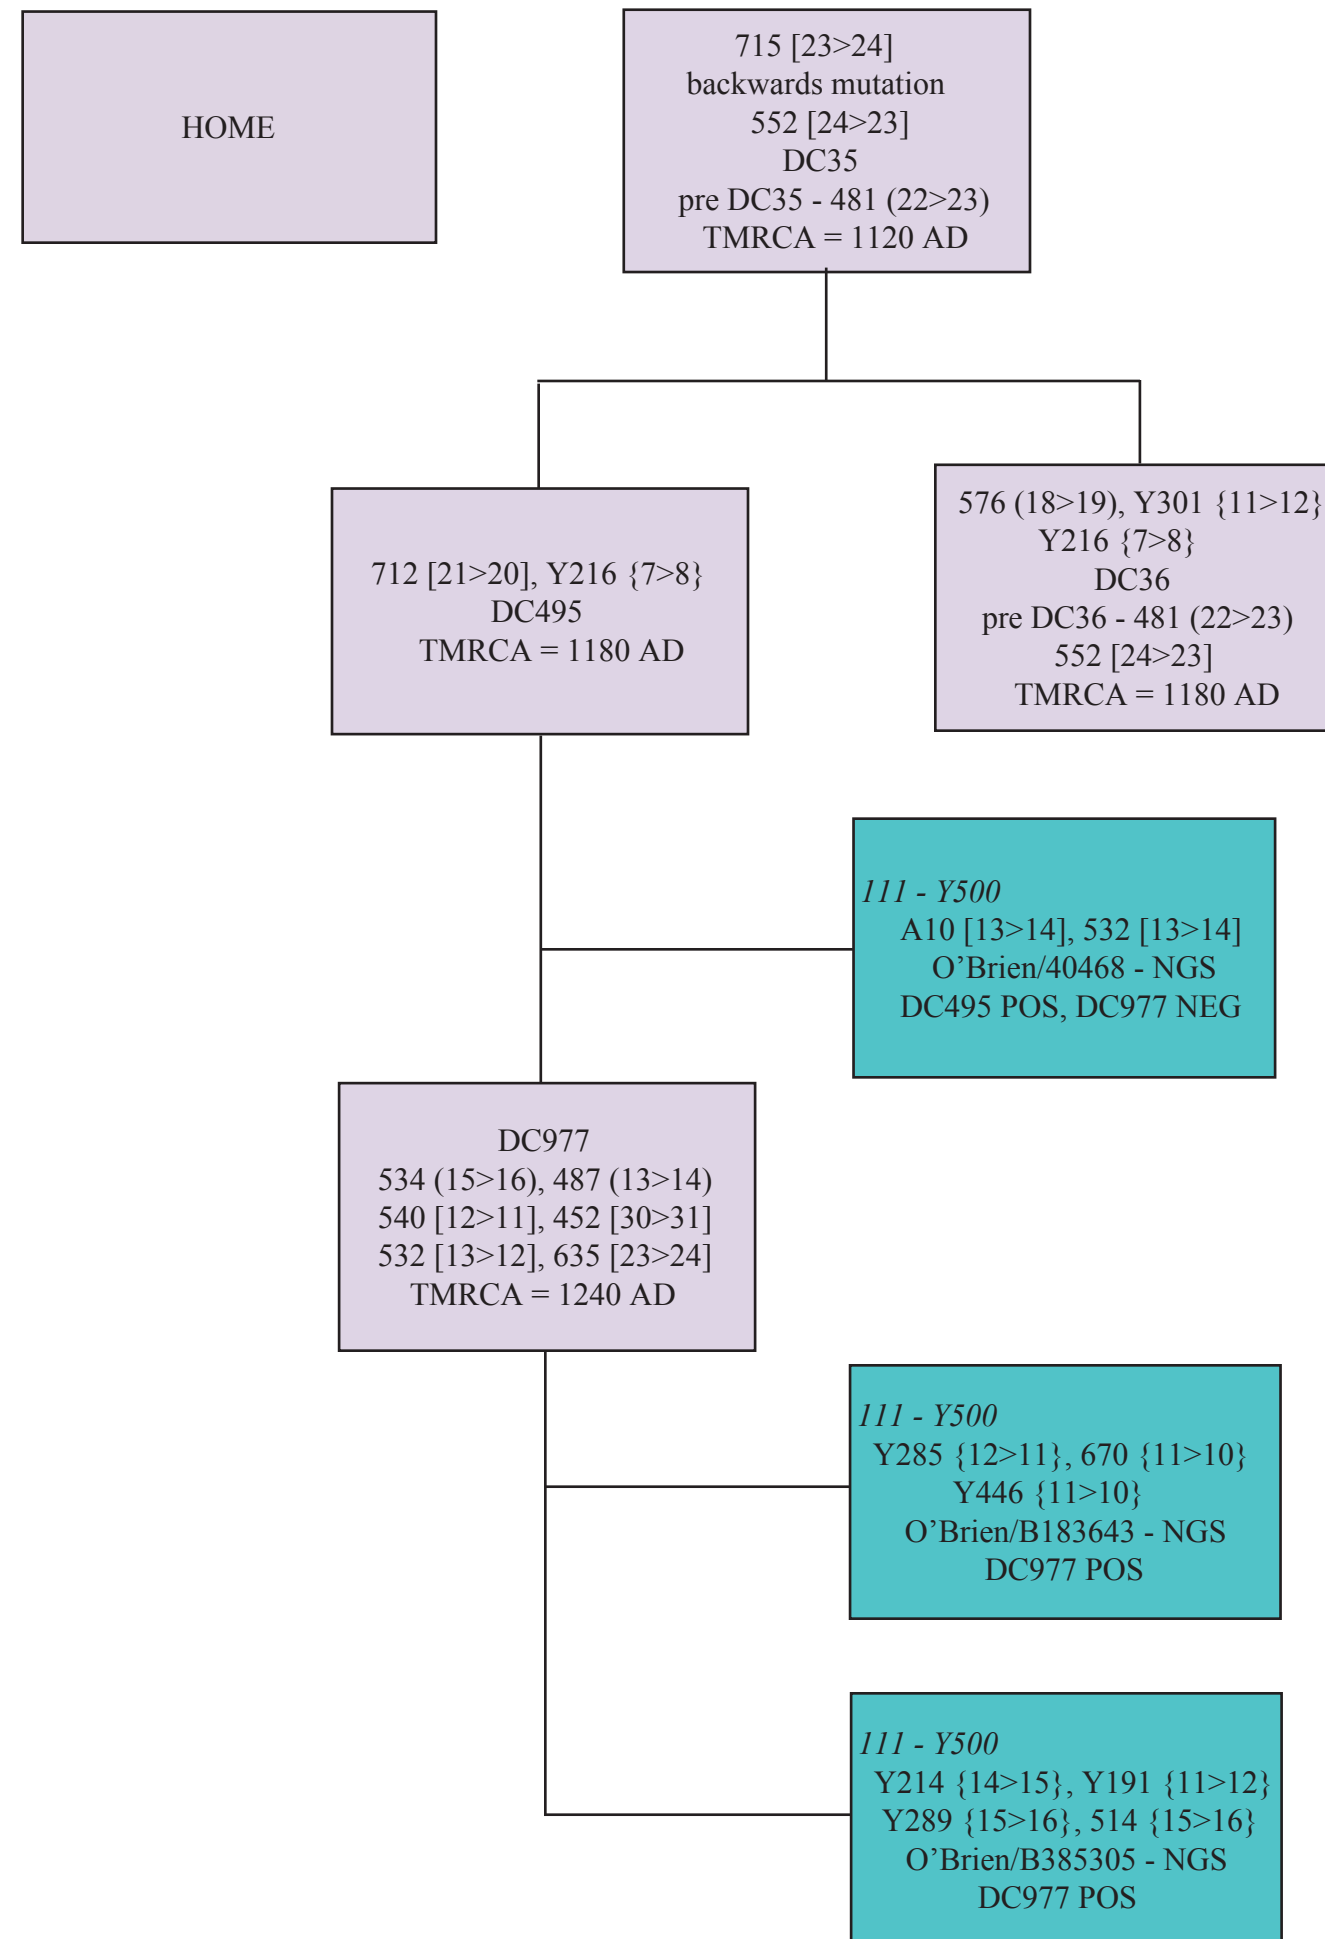 HOME
715 [23>24]
backwards mutation
552 [24>23]
DC35
pre DC35 - 481 (22>23)
TMRCA = 1120 AD
712 [21>20], Y216 {7>8}
DC495
TMRCA = 1180 AD
576 (18>19), Y301 {11>12}
Y216 {7>8}
DC36
pre DC36 - 481 (22>23)
552 [24>23]
TMRCA = 1180 AD
111 - Y500
A10 [13>14], 532 [13>14]
O’Brien/40468 - NGS
DC495 POS, DC977 NEG
DC977
534 (15>16), 487 (13>14)
540 [12>11], 452 [30>31]
532 [13>12], 635 [23>24]
TMRCA = 1240 AD
111 - Y500
Y285 {12>11}, 670 {11>10}
Y446 {11>10}
O’Brien/B183643 - NGS
DC977 POS
111 - Y500
Y214 {14>15}, Y191 {11>12}
Y289 {15>16}, 514 {15>16}
O’Brien/B385305 - NGS
DC977 POS